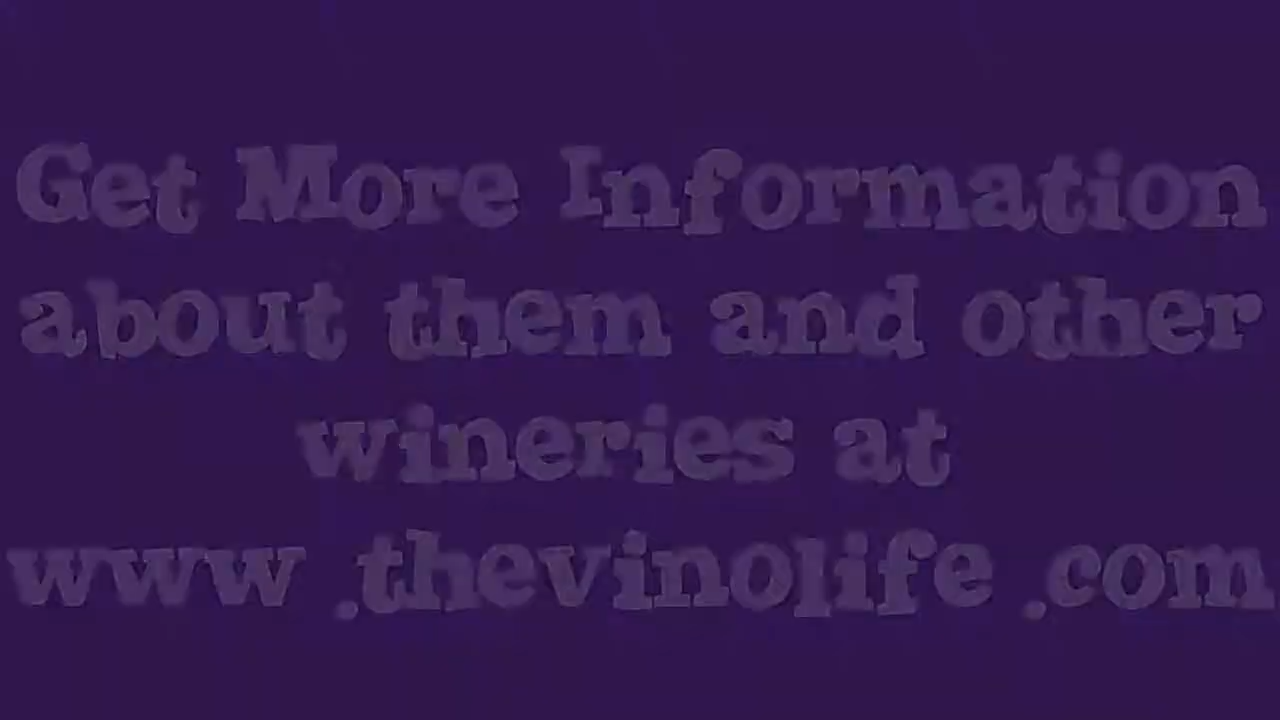 Get More Information
about them and other
wineries at
www .thevinolife .com